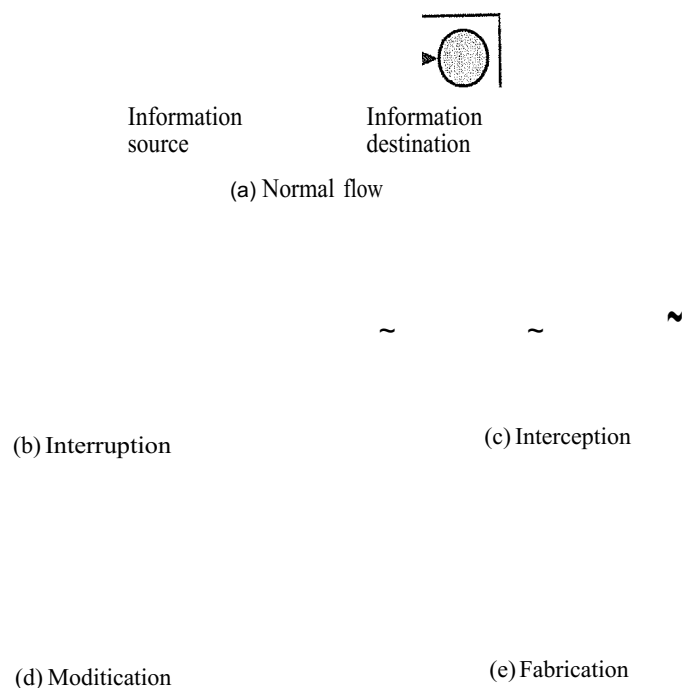 Information
source
Information
destination
(a) Normal flow
~ ~ ~
(b) Interruption
(c) Interception
(d) Moditication
(e) Fabrication